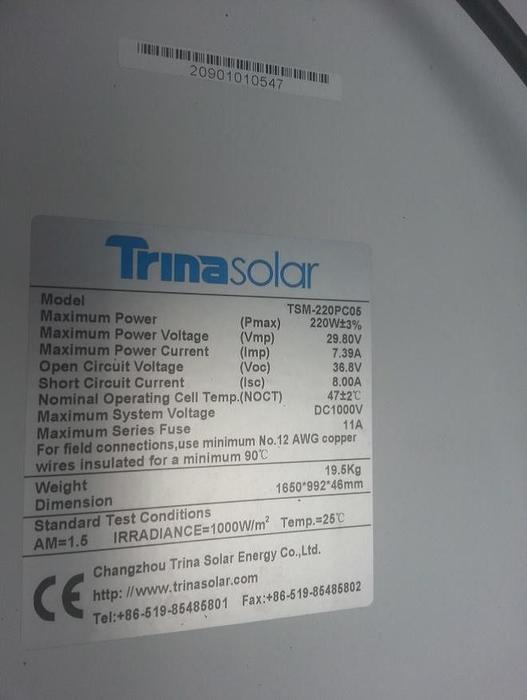 20901010547
Trinasolar
Model TSM-220PC05
Maximum Power (Pmax) 220W±3%
Maximum Power Voltage (Vmp) 29.80V
Maximum Power Current (Imp) 7.39A
Open Circuit Voltage (Voc) 36.8V
Short Circuit Current (Isc) 8.00A
Nominal Operating Cell Temp.(NOCT) 47±2℃
Maximum System Voltage DC1000V
Maximum Series Fuse 11A
For field connections,use minimum No.12 AWG copper
wires insulated for a minimum 90℃
Weight 19.5Kg
Dimension 1650*992*46mm
Standard Test Conditions
AM=1.5 IRRADIANCE=1000W/m² Temp.=25℃
CE
Changzhou Trina Solar Energy Co.,Ltd.
http: //www.trinasolar.com
Tel:+86-519-85485801 Fax:+86-519-85485802